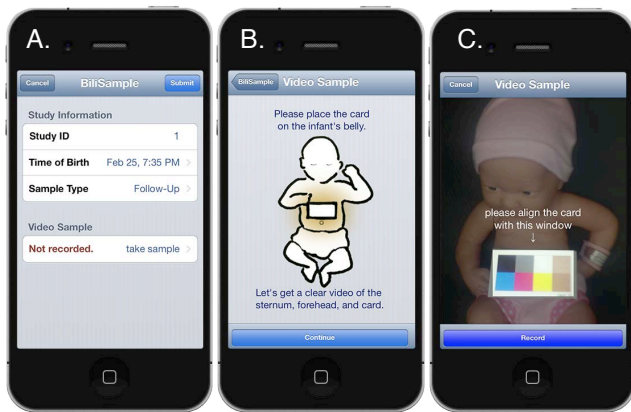 A.
Cancel
BiliSample
Submit
Study Information
Study ID 1
Time of Birth Feb 25, 7:35 PM
Sample Type Follow-Up
Video Sample
Not recorded. take sample
B.
BiliSample
Video Sample
Please place the card
on the infant's belly.
Let's get a clear video of the
sternum, forehead, and card.
Continue
C.
Cancel
Video Sample
please align the card
with this window
↓
Record